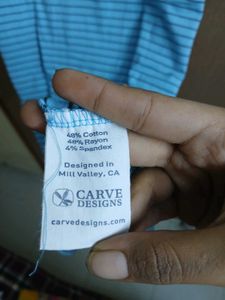 48% Cotton
48% Rayon
4% Spandex
Designed in
Mill Valley, CA
CARVE
DESIGNS
carvedesigns.com